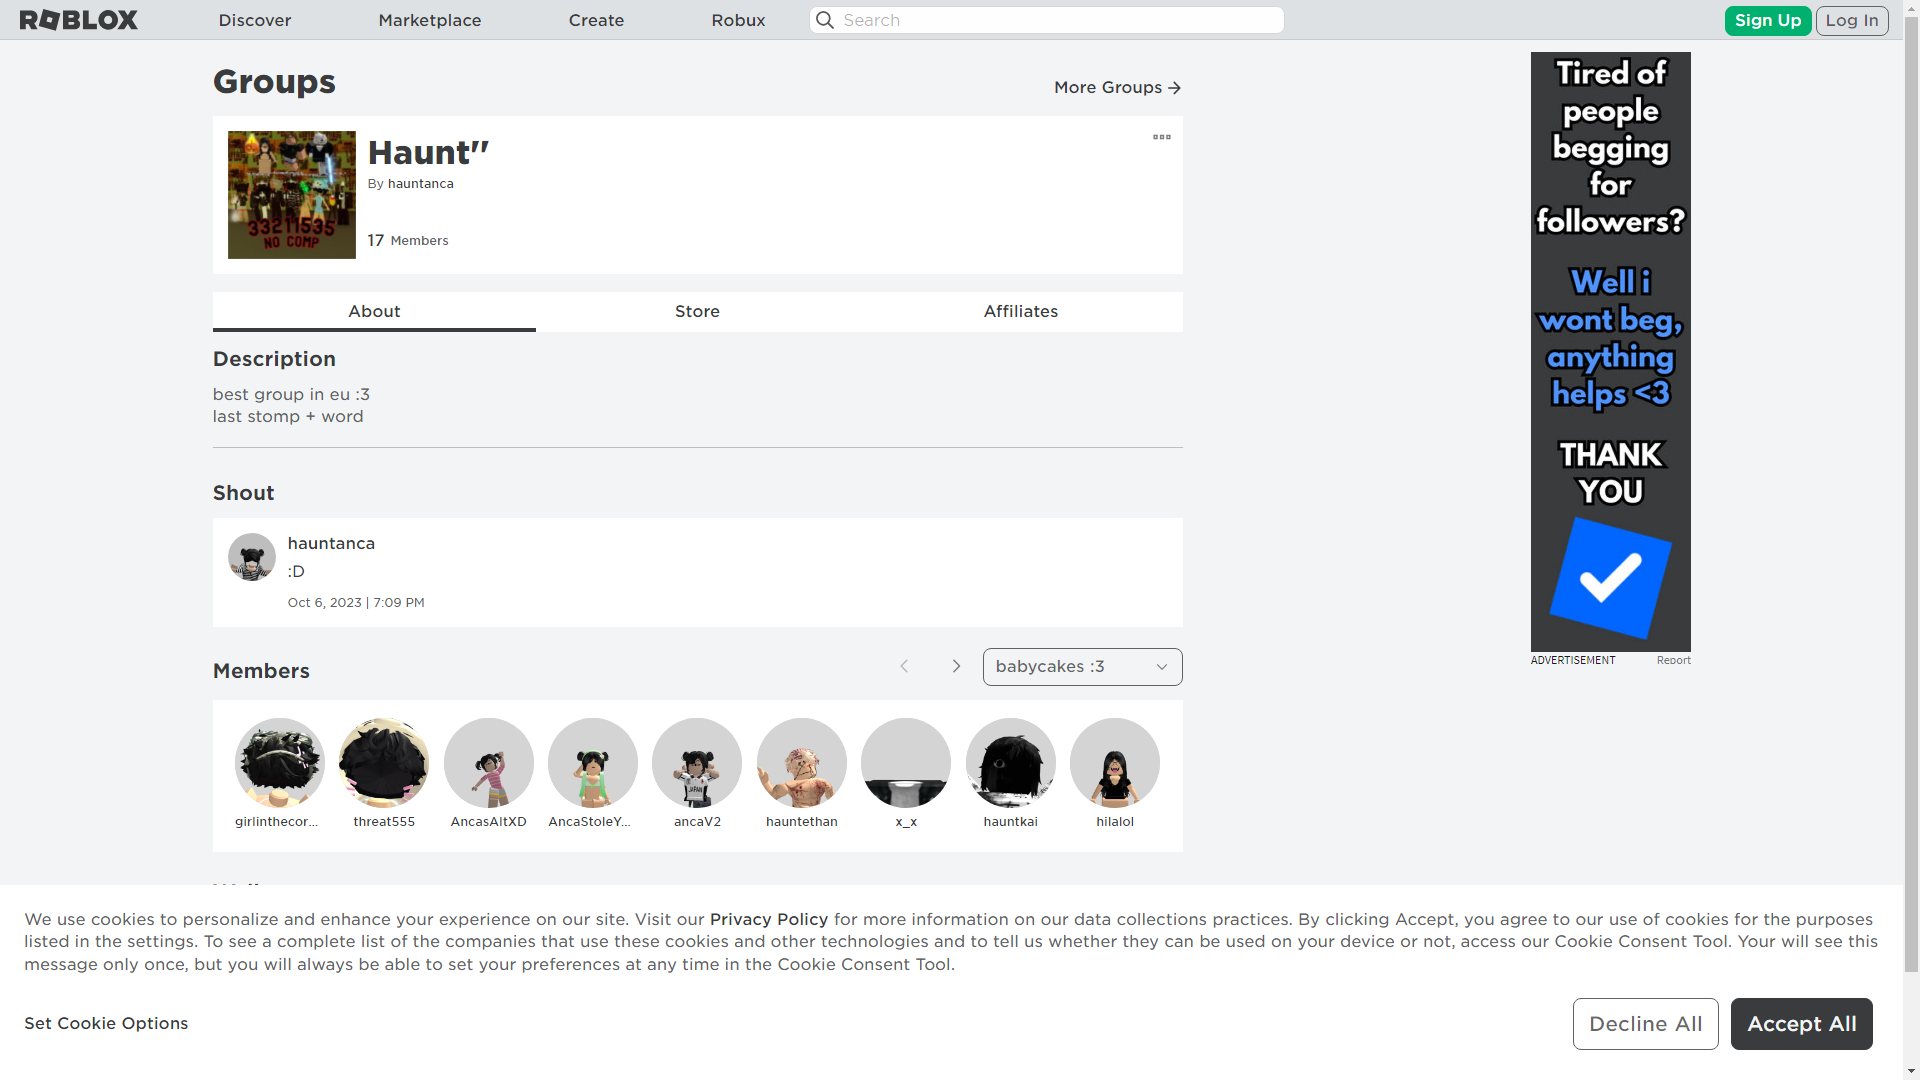 ROBLOX
Discover
Marketplace
Create
Robux
Search
Sign Up
Log In
Groups
More Groups
33211535
NO COMP
Haunt''
By hauntanca
17 Members
About
Store
Affiliates
Description
best group in eu :3
last stomp + word
Shout
hauntanca
:D
Oct 6, 2023 | 7:09 PM
Members
babycakes :3
JAPAN
girlinthecor...
threat555
AncasAltXD
AncaStoleY...
ancaV2
hauntethan
x_x
hauntkai
hilalol
Tired of
people
begging
for
followers?
Well i
wont beg,
anything
helps <3
THANK
YOU
ADVERTISEMENT
Report
We use cookies to personalize and enhance your experience on our site. Visit our Privacy Policy for more information on our data collections practices. By clicking Accept, you agree to our use of cookies for the purposes
listed in the settings. To see a complete list of the companies that use these cookies and other technologies and to tell us whether they can be used on your device or not, access our Cookie Consent Tool. Your will see this
message only once, but you will always be able to set your preferences at any time in the Cookie Consent Tool.
Set Cookie Options
Decline All
Accept All